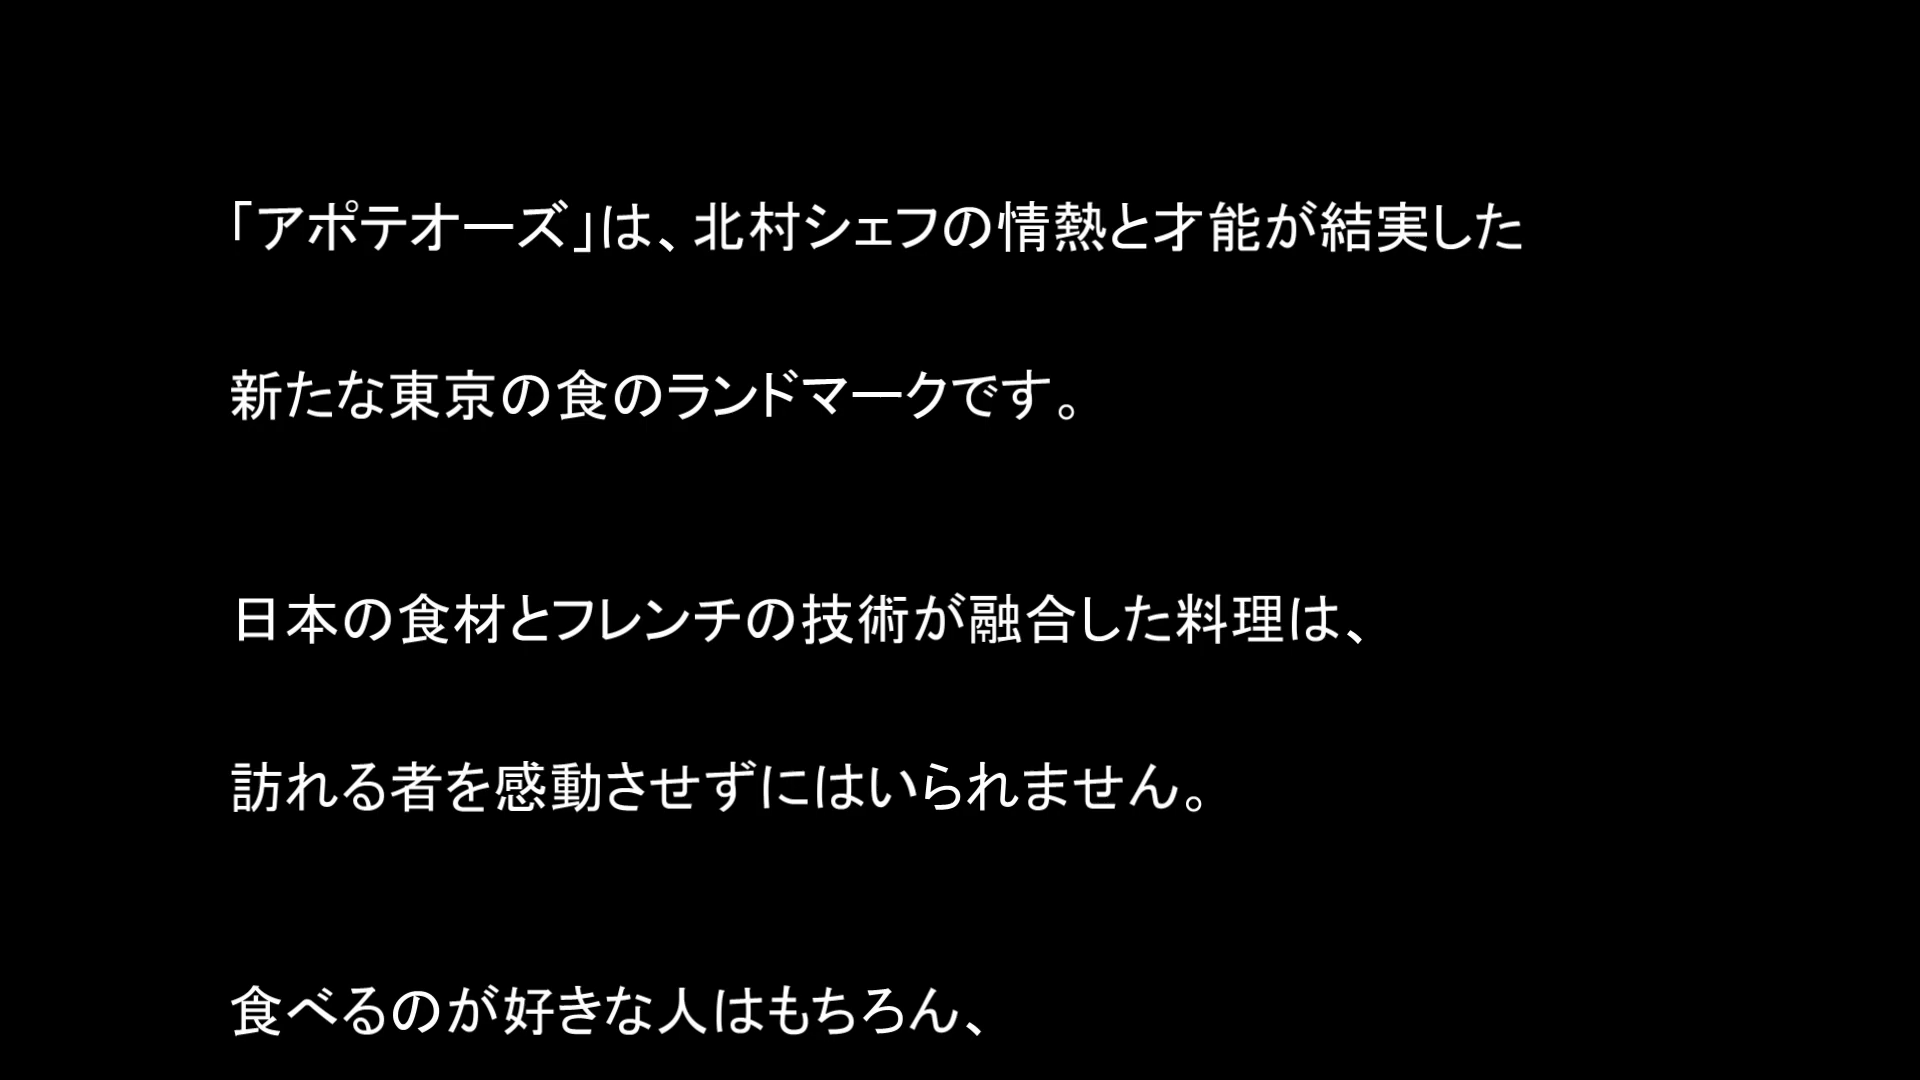 「アポテオーズ」は、北村シェフの情熱と才能が結実した
新たな東京の食のランドマークです。
日本の食材とフレンチの技術が融合した料理は、
訪れる者を感動させずにはいられません。
食べるのが好きな人はもちろん、